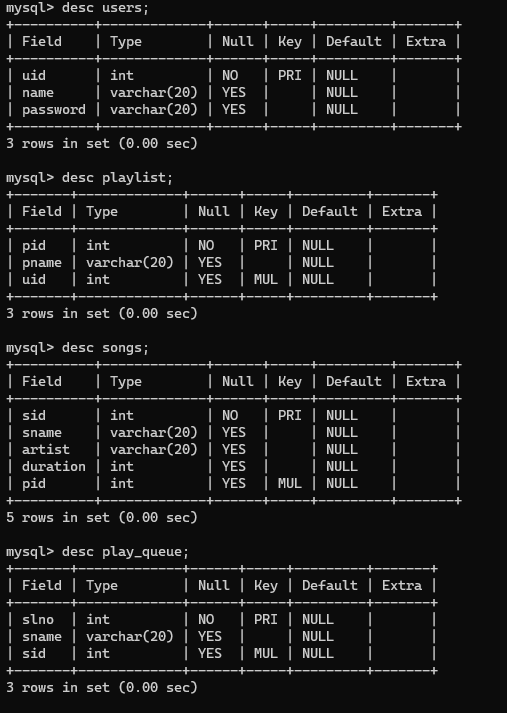 mysql> desc users;
+----------+-------------+------+-----+---------+-------+
| Field    | Type        | Null | Key | Default | Extra |
+----------+-------------+------+-----+---------+-------+
| uid      | int         | NO   | PRI | NULL    |       |
| name     | varchar(20) | YES  |     | NULL    |       |
| password | varchar(20) | YES  |     | NULL    |       |
+----------+-------------+------+-----+---------+-------+
3 rows in set (0.00 sec)
mysql> desc playlist;
+-------+-------------+------+-----+---------+-------+
| Field | Type        | Null | Key | Default | Extra |
+-------+-------------+------+-----+---------+-------+
| pid   | int         | NO   | PRI | NULL    |       |
| pname | varchar(20) | YES  |     | NULL    |       |
| uid   | int         | YES  | MUL | NULL    |       |
+-------+-------------+------+-----+---------+-------+
3 rows in set (0.00 sec)
mysql> desc songs;
+----------+-------------+------+-----+---------+-------+
| Field    | Type        | Null | Key | Default | Extra |
+----------+-------------+------+-----+---------+-------+
| sid      | int         | NO   | PRI | NULL    |       |
| sname    | varchar(20) | YES  |     | NULL    |       |
| artist   | varchar(20) | YES  |     | NULL    |       |
| duration | int         | YES  |     | NULL    |       |
| pid      | int         | YES  | MUL | NULL    |       |
+----------+-------------+------+-----+---------+-------+
5 rows in set (0.00 sec)
mysql> desc play_queue;
+-------+-------------+------+-----+---------+-------+
| Field | Type        | Null | Key | Default | Extra |
+-------+-------------+------+-----+---------+-------+
| slno  | int         | NO   | PRI | NULL    |       |
| sname | varchar(20) | YES  |     | NULL    |       |
| sid   | int         | YES  | MUL | NULL    |       |
+-------+-------------+------+-----+---------+-------+
3 rows in set (0.00 sec)